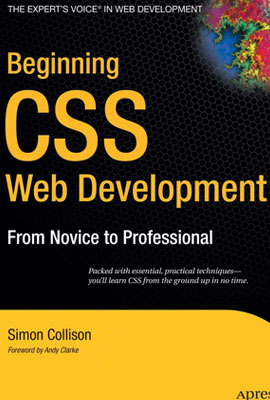 THE EXPERT'S VOICE® IN WEB DEVELOPMENT
Beginning
CSS
Web Development
From Novice to Professional
Packed with essential, practical techniques—
you'll learn CSS from the ground up in no time.
Simon Collison
Foreword by Andy Clarke
Apres